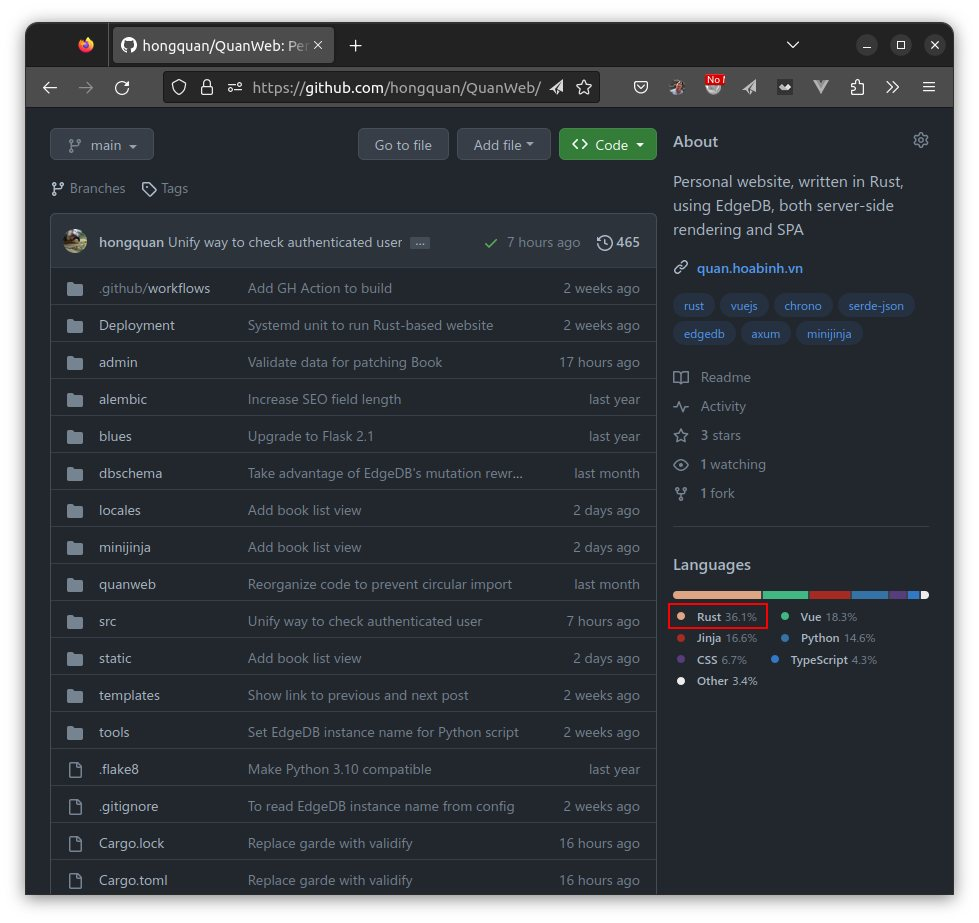 hongquan/QuanWeb: Per
https://github.com/hongquan/QuanWeb/
No !
main
Go to file
Add file
Code
Branches
Tags
hongquan Unify way to check authenticated user ...
7 hours ago
465
.github/workflows Add GH Action to build 2 weeks ago
Deployment Systemd unit to run Rust-based website 2 weeks ago
admin Validate data for patching Book 17 hours ago
alembic Increase SEO field length last year
blues Upgrade to Flask 2.1 last year
dbschema Take advantage of EdgeDB's mutation rewr... last month
locales Add book list view 2 days ago
minijinja Add book list view 2 days ago
quanweb Reorganize code to prevent circular import last month
src Unify way to check authenticated user 7 hours ago
static Add book list view 2 days ago
templates Show link to previous and next post 2 weeks ago
tools Set EdgeDB instance name for Python script 2 weeks ago
.flake8 Make Python 3.10 compatible last year
.gitignore To read EdgeDB instance name from config 2 weeks ago
Cargo.lock Replace garde with validify 16 hours ago
Cargo.toml Replace garde with validify 16 hours ago
About
Personal website, written in Rust,
using EdgeDB, both server-side
rendering and SPA
quan.hoabinh.vn
rust vuejs chrono serde-json
edgedb axum minijinja
Readme
Activity
3 stars
1 watching
1 fork
Languages
Rust 36.1% Vue 18.3%
Jinja 16.6% Python 14.6%
CSS 6.7% TypeScript 4.3%
Other 3.4%